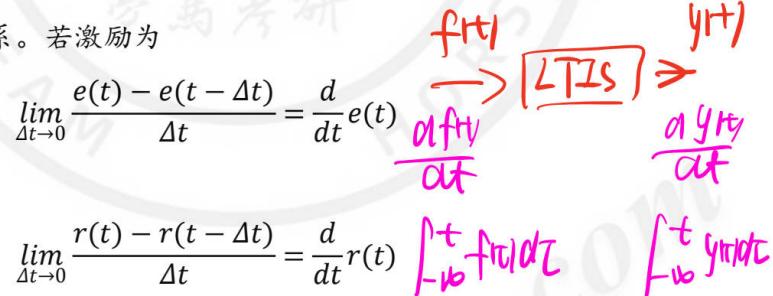 系。若激励为
f(t) → LTIS → y(t)
lim_{Δt→0} (e(t) − e(t − Δt))/Δt = d/dt e(t)
df(t)/dt dy(t)/dt
lim_{Δt→0} (r(t) − r(t − Δt))/Δt = d/dt r(t)
∫_{-∞}^{t} f(τ)dτ ∫_{-∞}^{t} y(τ)dτ